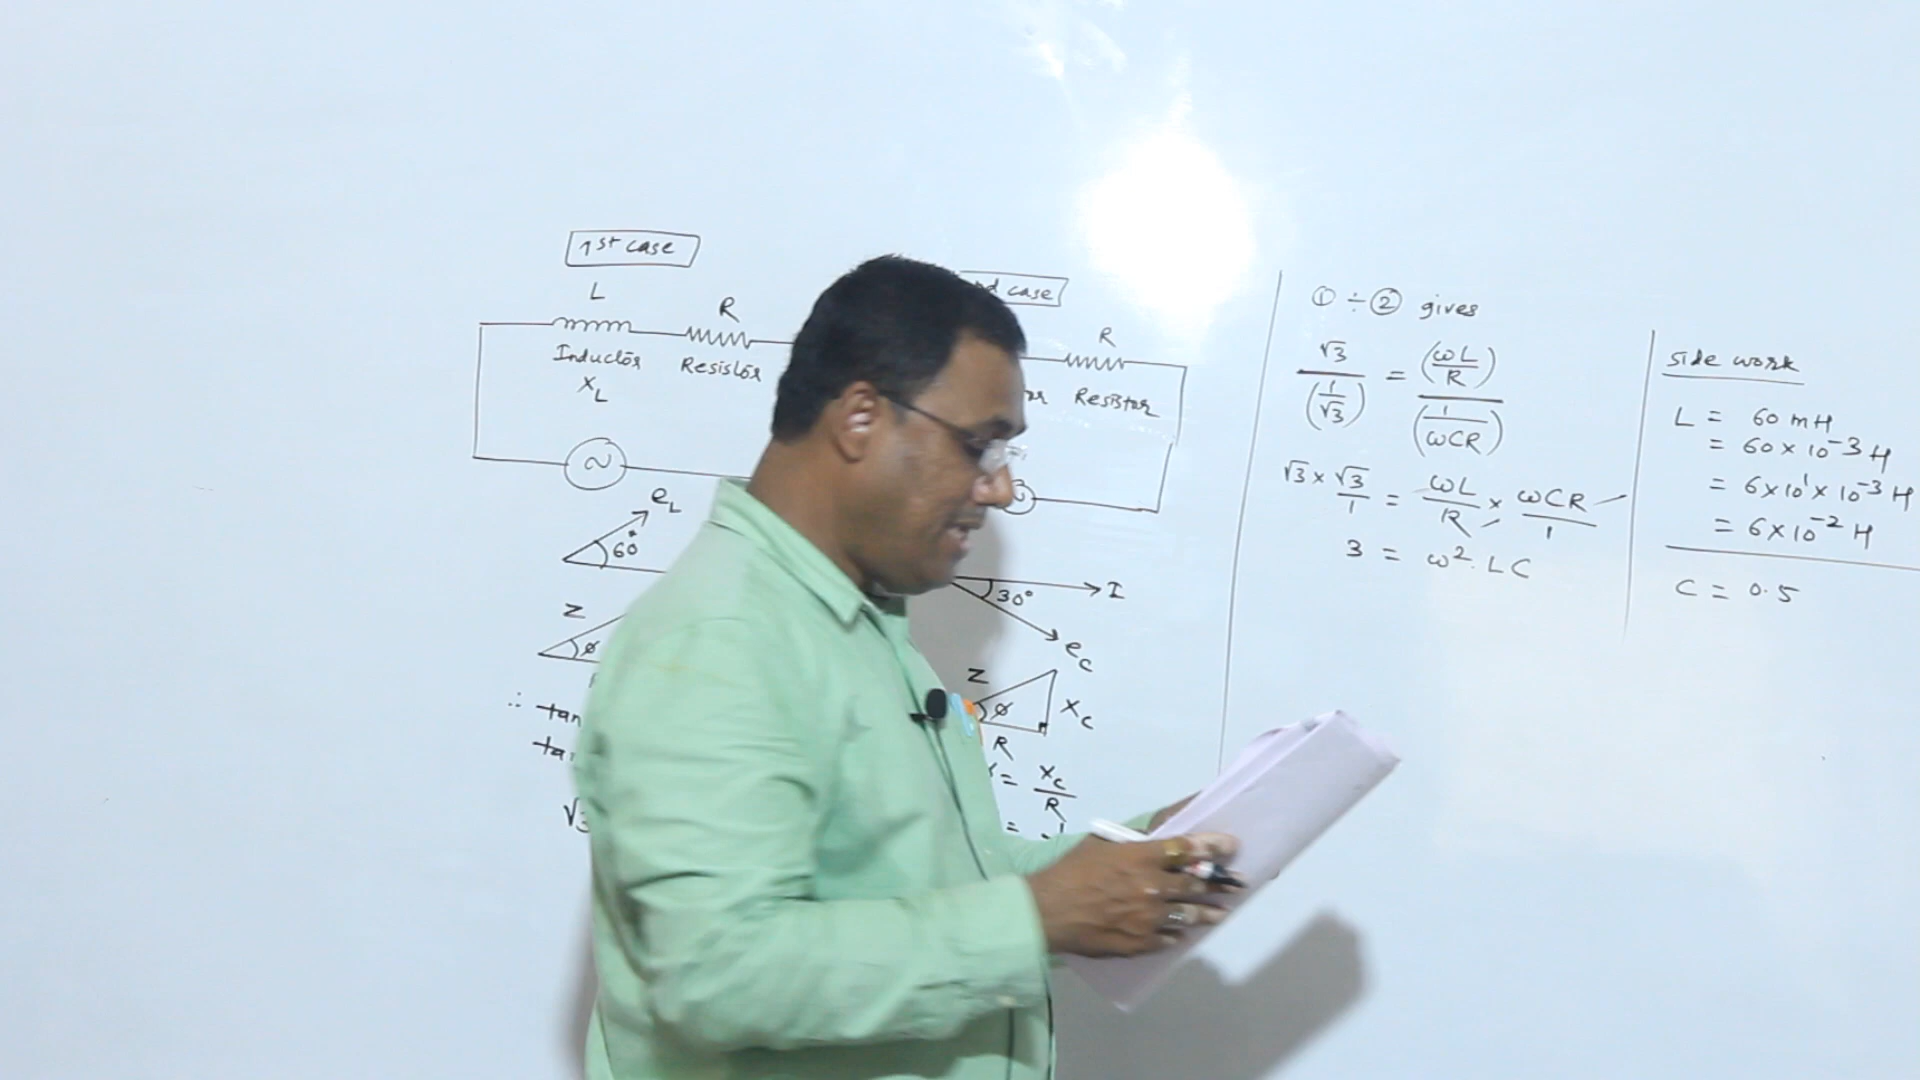 1st case
L
R
Inductor
Resistor
X_L
~
e_L
60°
Z
ø
∴ tan
√3
case
R
Resistor
I
30°
e_C
Z
ø
X_C
R
= X_C/R
=
① ÷ ② gives
√3/(1/√3) = (ωL/R)/(1/ωCR)
√3 × √3/1 = ωL/R × ωCR/1
3 = ω². LC
side work
L = 60 mH
= 60 × 10⁻³ H
= 6 × 10¹ × 10⁻³ H
= 6 × 10⁻² H
C = 0.5